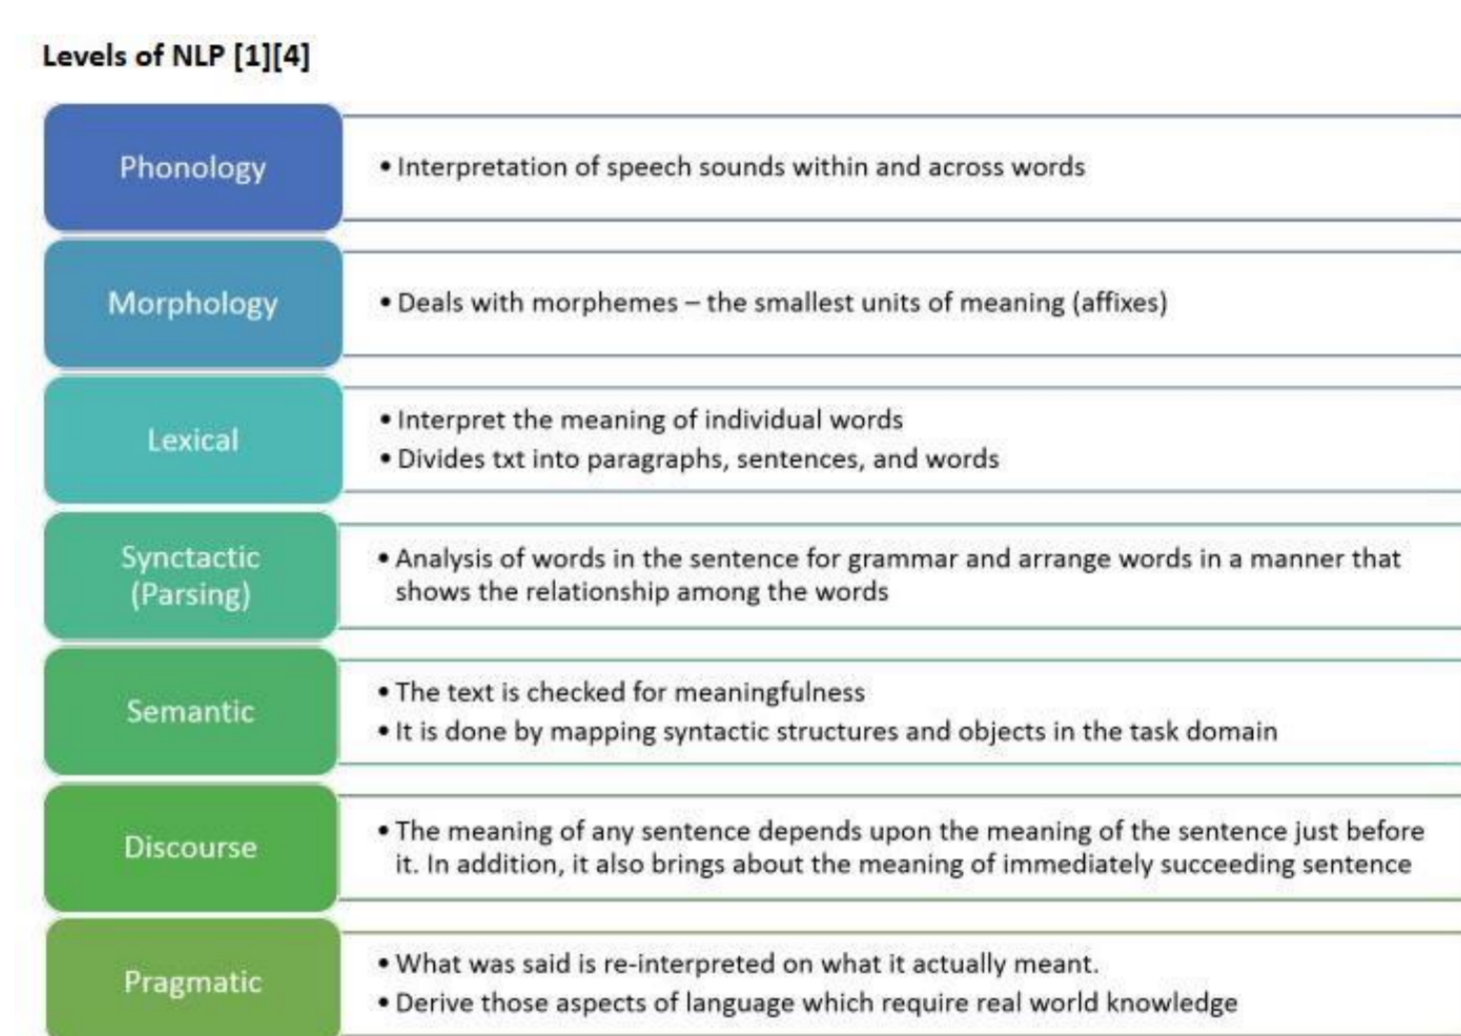 Levels of NLP [1][4]
Phonology
• Interpretation of speech sounds within and across words
Morphology
• Deals with morphemes – the smallest units of meaning (affixes)
Lexical
• Interpret the meaning of individual words
• Divides txt into paragraphs, sentences, and words
Synctactic
(Parsing)
• Analysis of words in the sentence for grammar and arrange words in a manner that
shows the relationship among the words
Semantic
• The text is checked for meaningfulness
• It is done by mapping syntactic structures and objects in the task domain
Discourse
• The meaning of any sentence depends upon the meaning of the sentence just before
it. In addition, it also brings about the meaning of immediately succeeding sentence
Pragmatic
• What was said is re-interpreted on what it actually meant.
• Derive those aspects of language which require real world knowledge